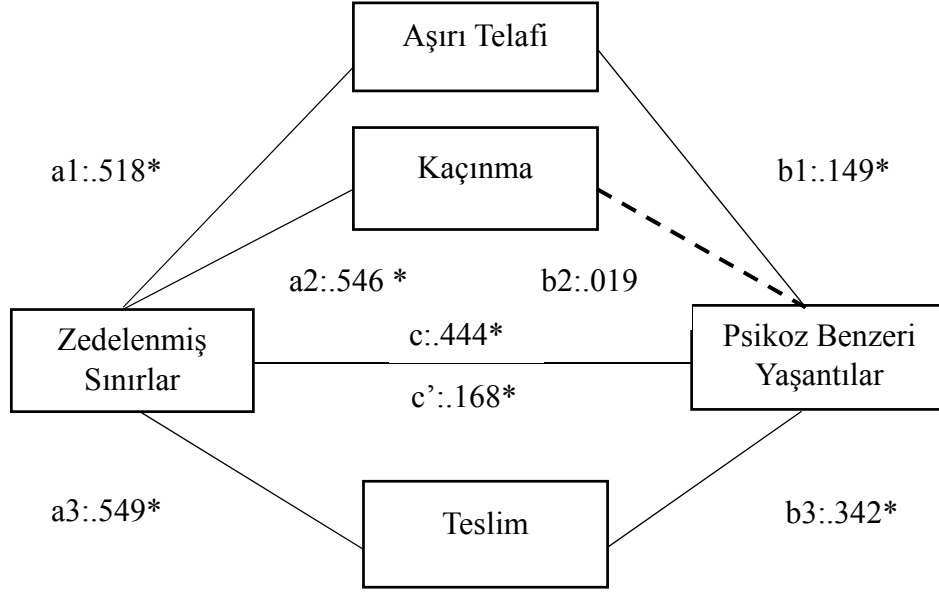 Aşırı Telafi
Kaçınma
a1:.518*
b1:.149*
a2:.546 *
b2:.019
Zedelenmiş
Sınırlar
c:.444*
c’:.168*
Psikoz Benzeri
Yaşantılar
a3:.549*
Teslim
b3:.342*